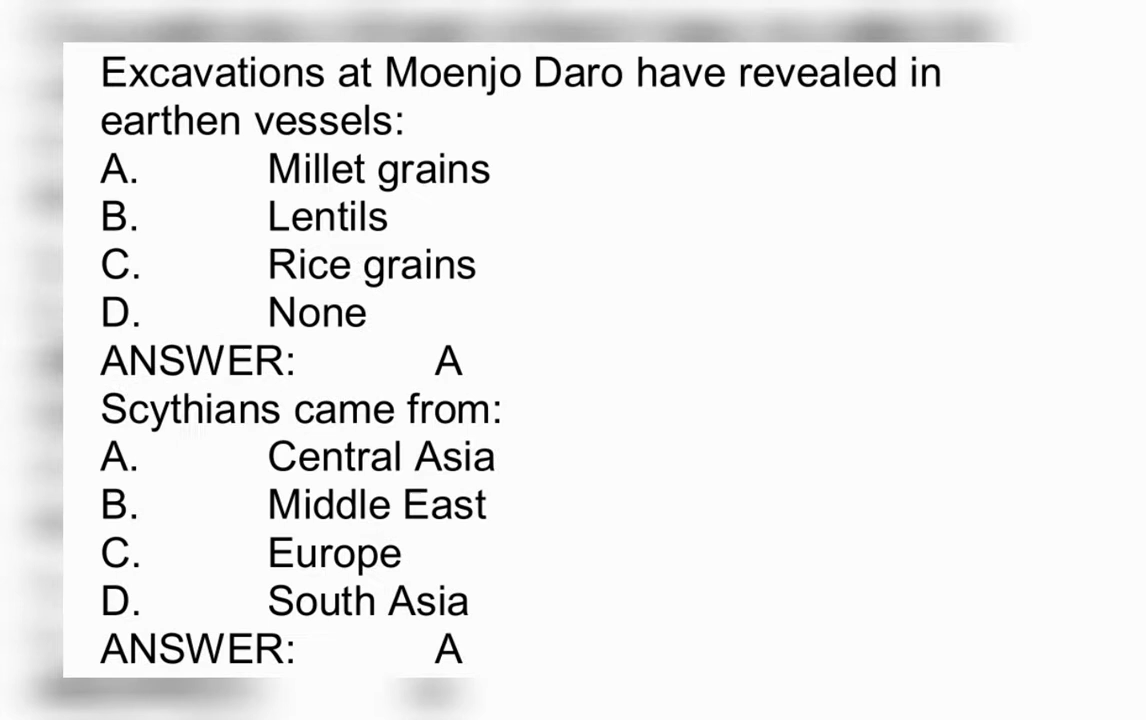 Excavations at Moenjo Daro have revealed in
earthen vessels:
A. Millet grains
B. Lentils
C. Rice grains
D. None
ANSWER: A
Scythians came from:
A. Central Asia
B. Middle East
C. Europe
D. South Asia
ANSWER: A